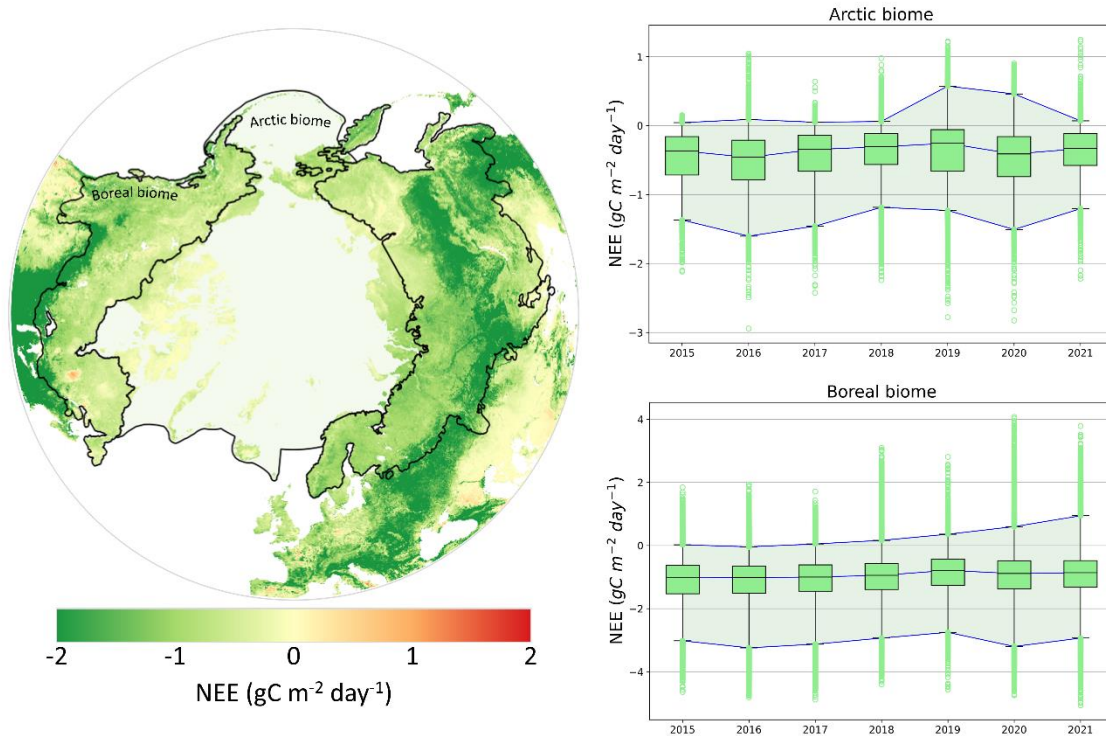 Arctic biome
Boreal biome
-2 -1 0 1 2
NEE (gC m⁻² day⁻¹)
Arctic biome
NEE (gC m⁻² day⁻¹)
1
0
−1
−2
−3
2015 2016 2017 2018 2019 2020 2021
Boreal biome
NEE (gC m⁻² day⁻¹)
4
2
0
−2
−4
2015 2016 2017 2018 2019 2020 2021